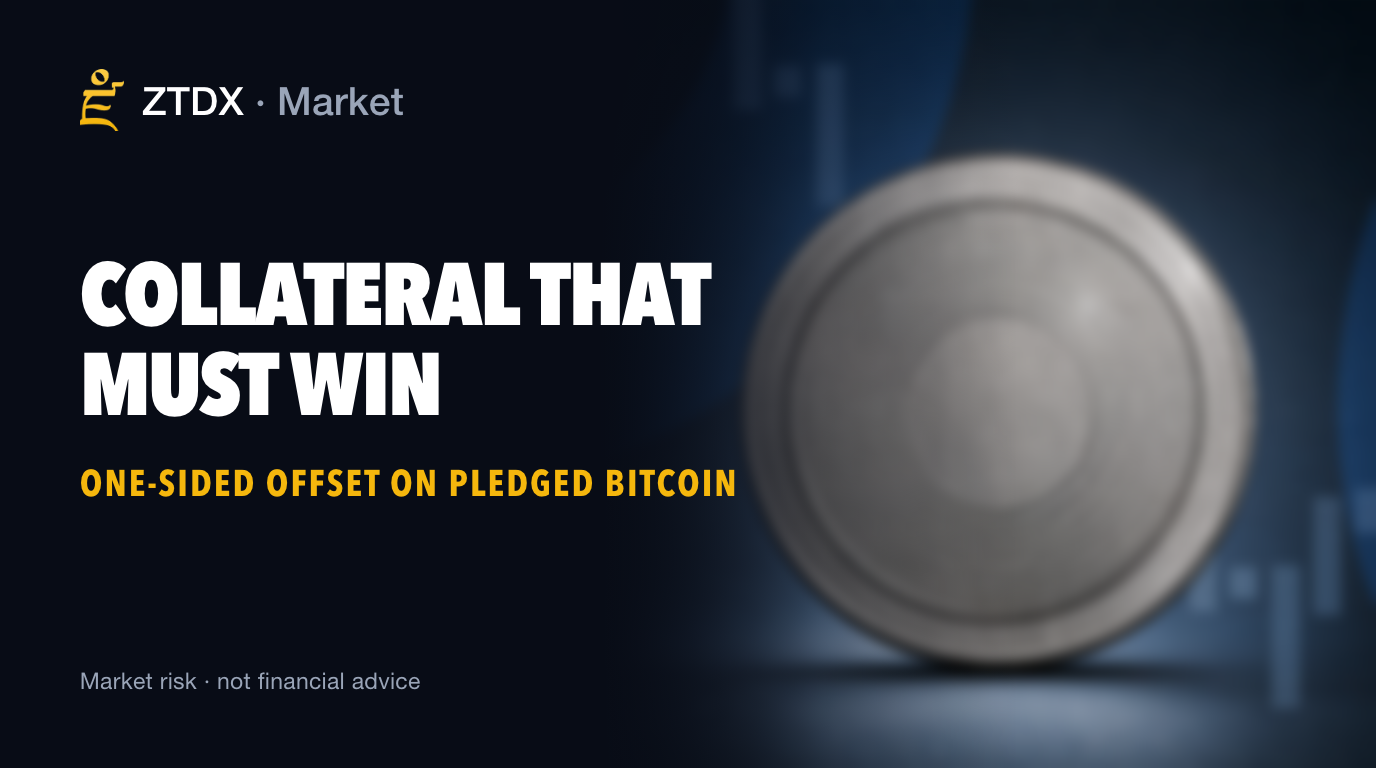 ZTDX · Market
COLLATERAL THAT
MUST WIN
ONE-SIDED OFFSET ON PLEDGED BITCOIN
Market risk · not financial advice